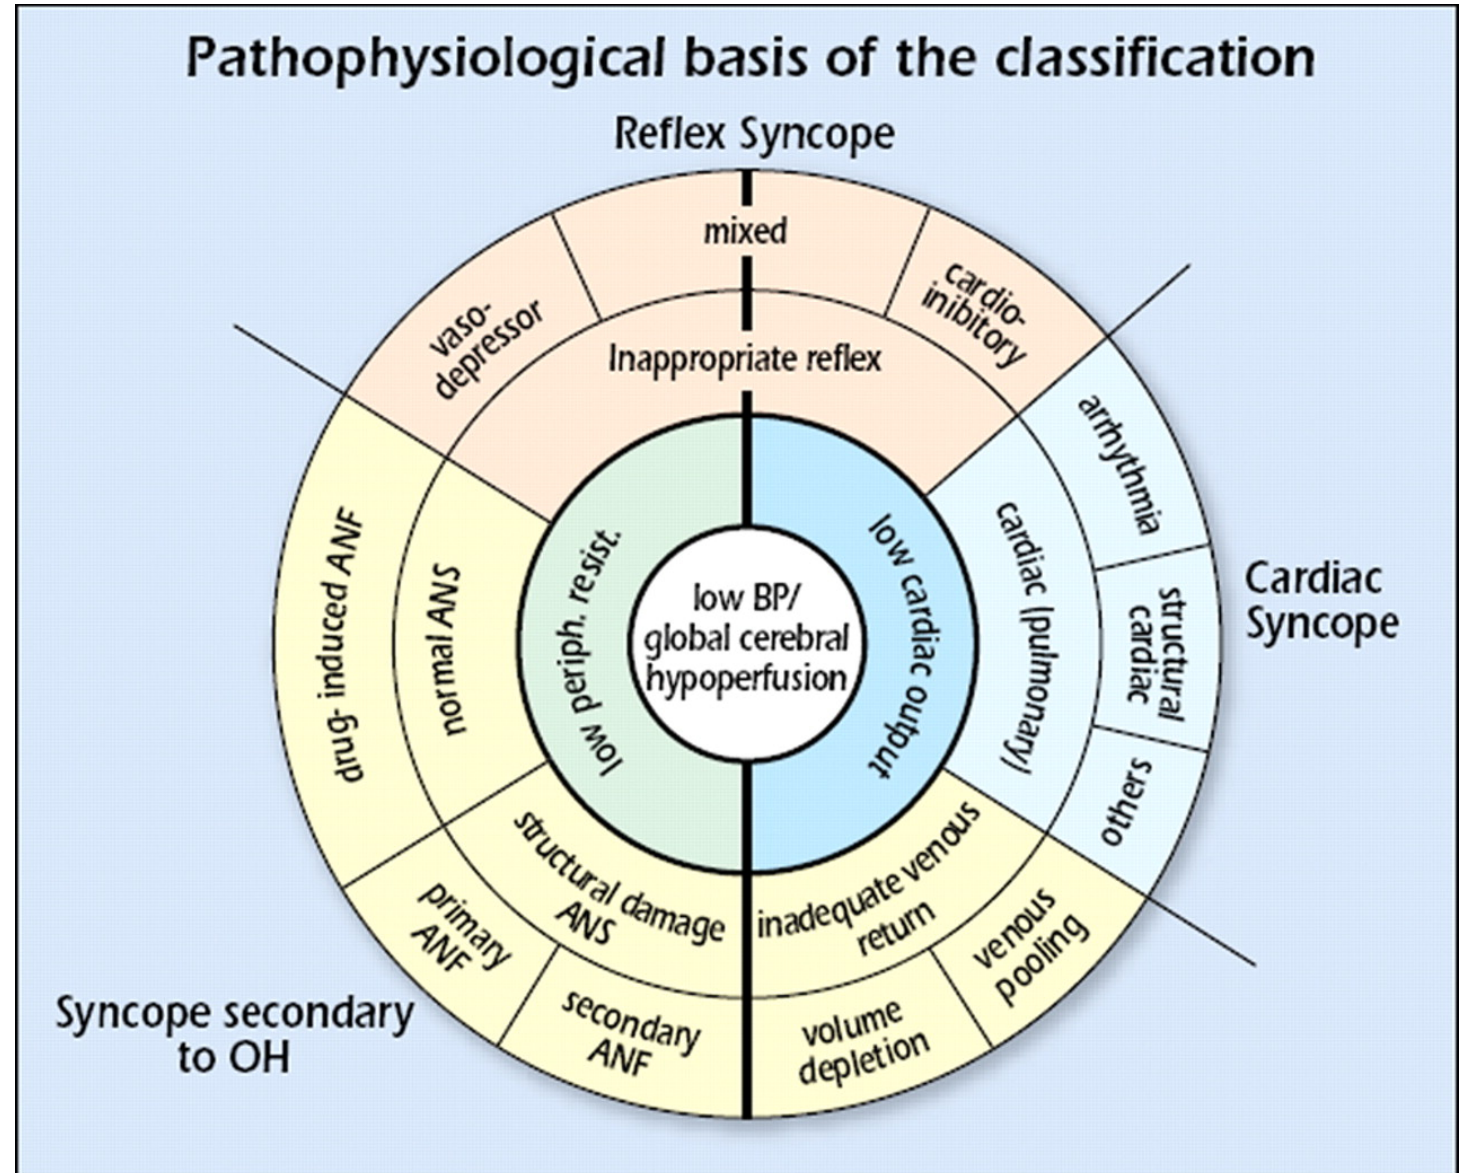 Pathophysiological basis of the classification
Reflex Syncope
mixed
vaso-
depressor
cardio-
inibitory
Inappropriate reflex
arrhythmia
structural
cardiac
others
cardiac (pulmonary)
Cardiac
Syncope
drug- induced ANF
normal ANS
low periph. resist.
low BP/
global cerebral
hypoperfusion
low cardiac output
structural damage
ANS
inadequate venous
return
primary
ANF
secondary
ANF
volume
depletion
venous
pooling
Syncope secondary
to OH